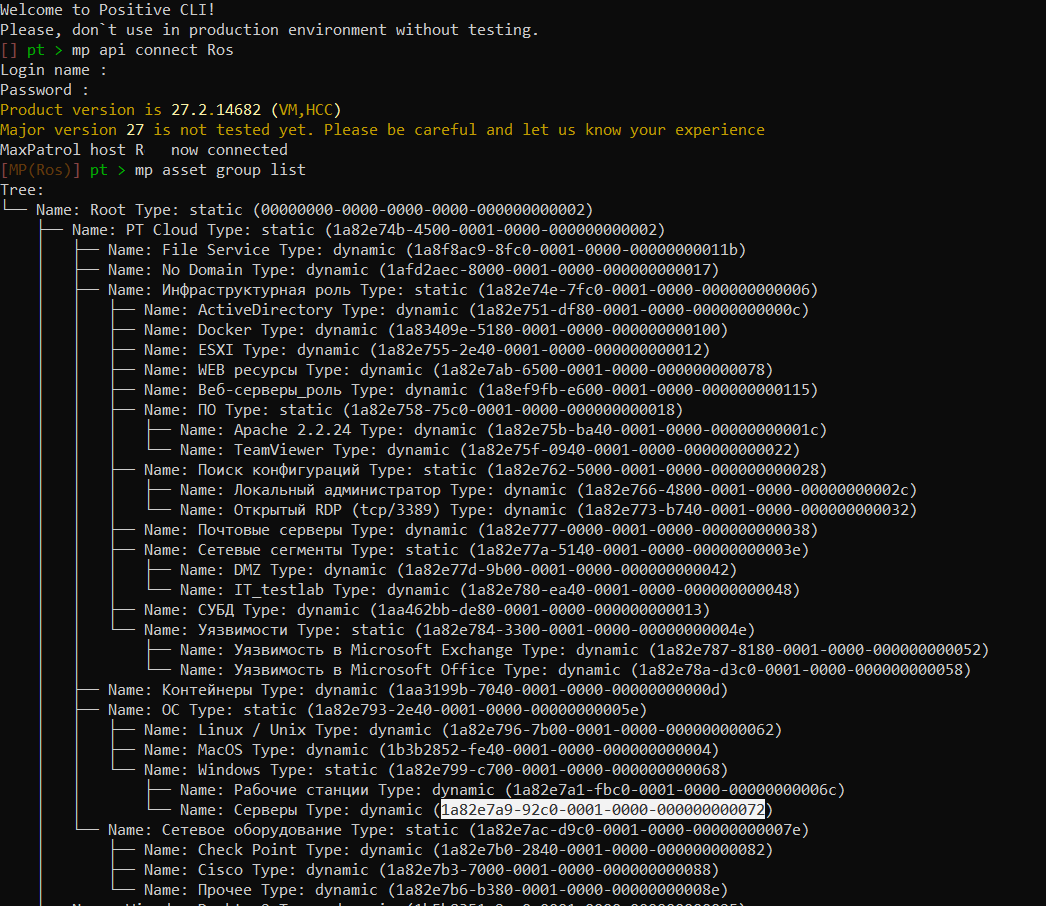 Welcome to Positive CLI!
Please, don`t use in production environment without testing.
[] pt > mp api connect Ros
Login name :
Password :
Product version is 27.2.14682 (VM,HCC)
Major version 27 is not tested yet. Please be careful and let us know your experience
MaxPatrol host R   now connected
[MP(Ros)] pt > mp asset group list
Tree:
└── Name: Root Type: static (00000000-0000-0000-0000-000000000002)
├── Name: PT Cloud Type: static (1a82e74b-4500-0001-0000-000000000002)
├── Name: File Service Type: dynamic (1a8f8ac9-8fc0-0001-0000-00000000011b)
├── Name: No Domain Type: dynamic (1afd2aec-8000-0001-0000-000000000017)
├── Name: Инфраструктурная роль Type: static (1a82e74e-7fc0-0001-0000-000000000006)
├── Name: ActiveDirectory Type: dynamic (1a82e751-df80-0001-0000-00000000000c)
├── Name: Docker Type: dynamic (1a83409e-5180-0001-0000-000000000100)
├── Name: ESXI Type: dynamic (1a82e755-2e40-0001-0000-000000000012)
├── Name: WEB ресурсы Type: dynamic (1a82e7ab-6500-0001-0000-000000000078)
├── Name: Веб-серверы_роль Type: dynamic (1a8ef9fb-e600-0001-0000-000000000115)
├── Name: ПО Type: static (1a82e758-75c0-0001-0000-000000000018)
├── Name: Apache 2.2.24 Type: dynamic (1a82e75b-ba40-0001-0000-00000000001c)
└── Name: TeamViewer Type: dynamic (1a82e75f-0940-0001-0000-000000000022)
├── Name: Поиск конфигураций Type: static (1a82e762-5000-0001-0000-000000000028)
├── Name: Локальный администратор Type: dynamic (1a82e766-4800-0001-0000-00000000002c)
└── Name: Открытый RDP (tcp/3389) Type: dynamic (1a82e773-b740-0001-0000-000000000032)
├── Name: Почтовые серверы Type: dynamic (1a82e777-0000-0001-0000-000000000038)
├── Name: Сетевые сегменты Type: static (1a82e77a-5140-0001-0000-00000000003e)
├── Name: DMZ Type: dynamic (1a82e77d-9b00-0001-0000-000000000042)
└── Name: IT_testlab Type: dynamic (1a82e780-ea40-0001-0000-000000000048)
├── Name: СУБД Type: dynamic (1aa462bb-de80-0001-0000-000000000013)
└── Name: Уязвимости Type: static (1a82e784-3300-0001-0000-00000000004e)
├── Name: Уязвимость в Microsoft Exchange Type: dynamic (1a82e787-8180-0001-0000-000000000052)
└── Name: Уязвимость в Microsoft Office Type: dynamic (1a82e78a-d3c0-0001-0000-000000000058)
├── Name: Контейнеры Type: dynamic (1aa3199b-7040-0001-0000-00000000000d)
├── Name: ОС Type: static (1a82e793-2e40-0001-0000-00000000005e)
├── Name: Linux / Unix Type: dynamic (1a82e796-7b00-0001-0000-000000000062)
├── Name: MacOS Type: dynamic (1b3b2852-fe40-0001-0000-000000000004)
└── Name: Windows Type: static (1a82e799-c700-0001-0000-000000000068)
├── Name: Рабочие станции Type: dynamic (1a82e7a1-fbc0-0001-0000-00000000006c)
└── Name: Серверы Type: dynamic (1a82e7a9-92c0-0001-0000-000000000072)
└── Name: Сетевое оборудование Type: static (1a82e7ac-d9c0-0001-0000-00000000007e)
├── Name: Check Point Type: dynamic (1a82e7b0-2840-0001-0000-000000000082)
├── Name: Cisco Type: dynamic (1a82e7b3-7000-0001-0000-000000000088)
└── Name: Прочее Type: dynamic (1a82e7b6-b380-0001-0000-00000000008e)